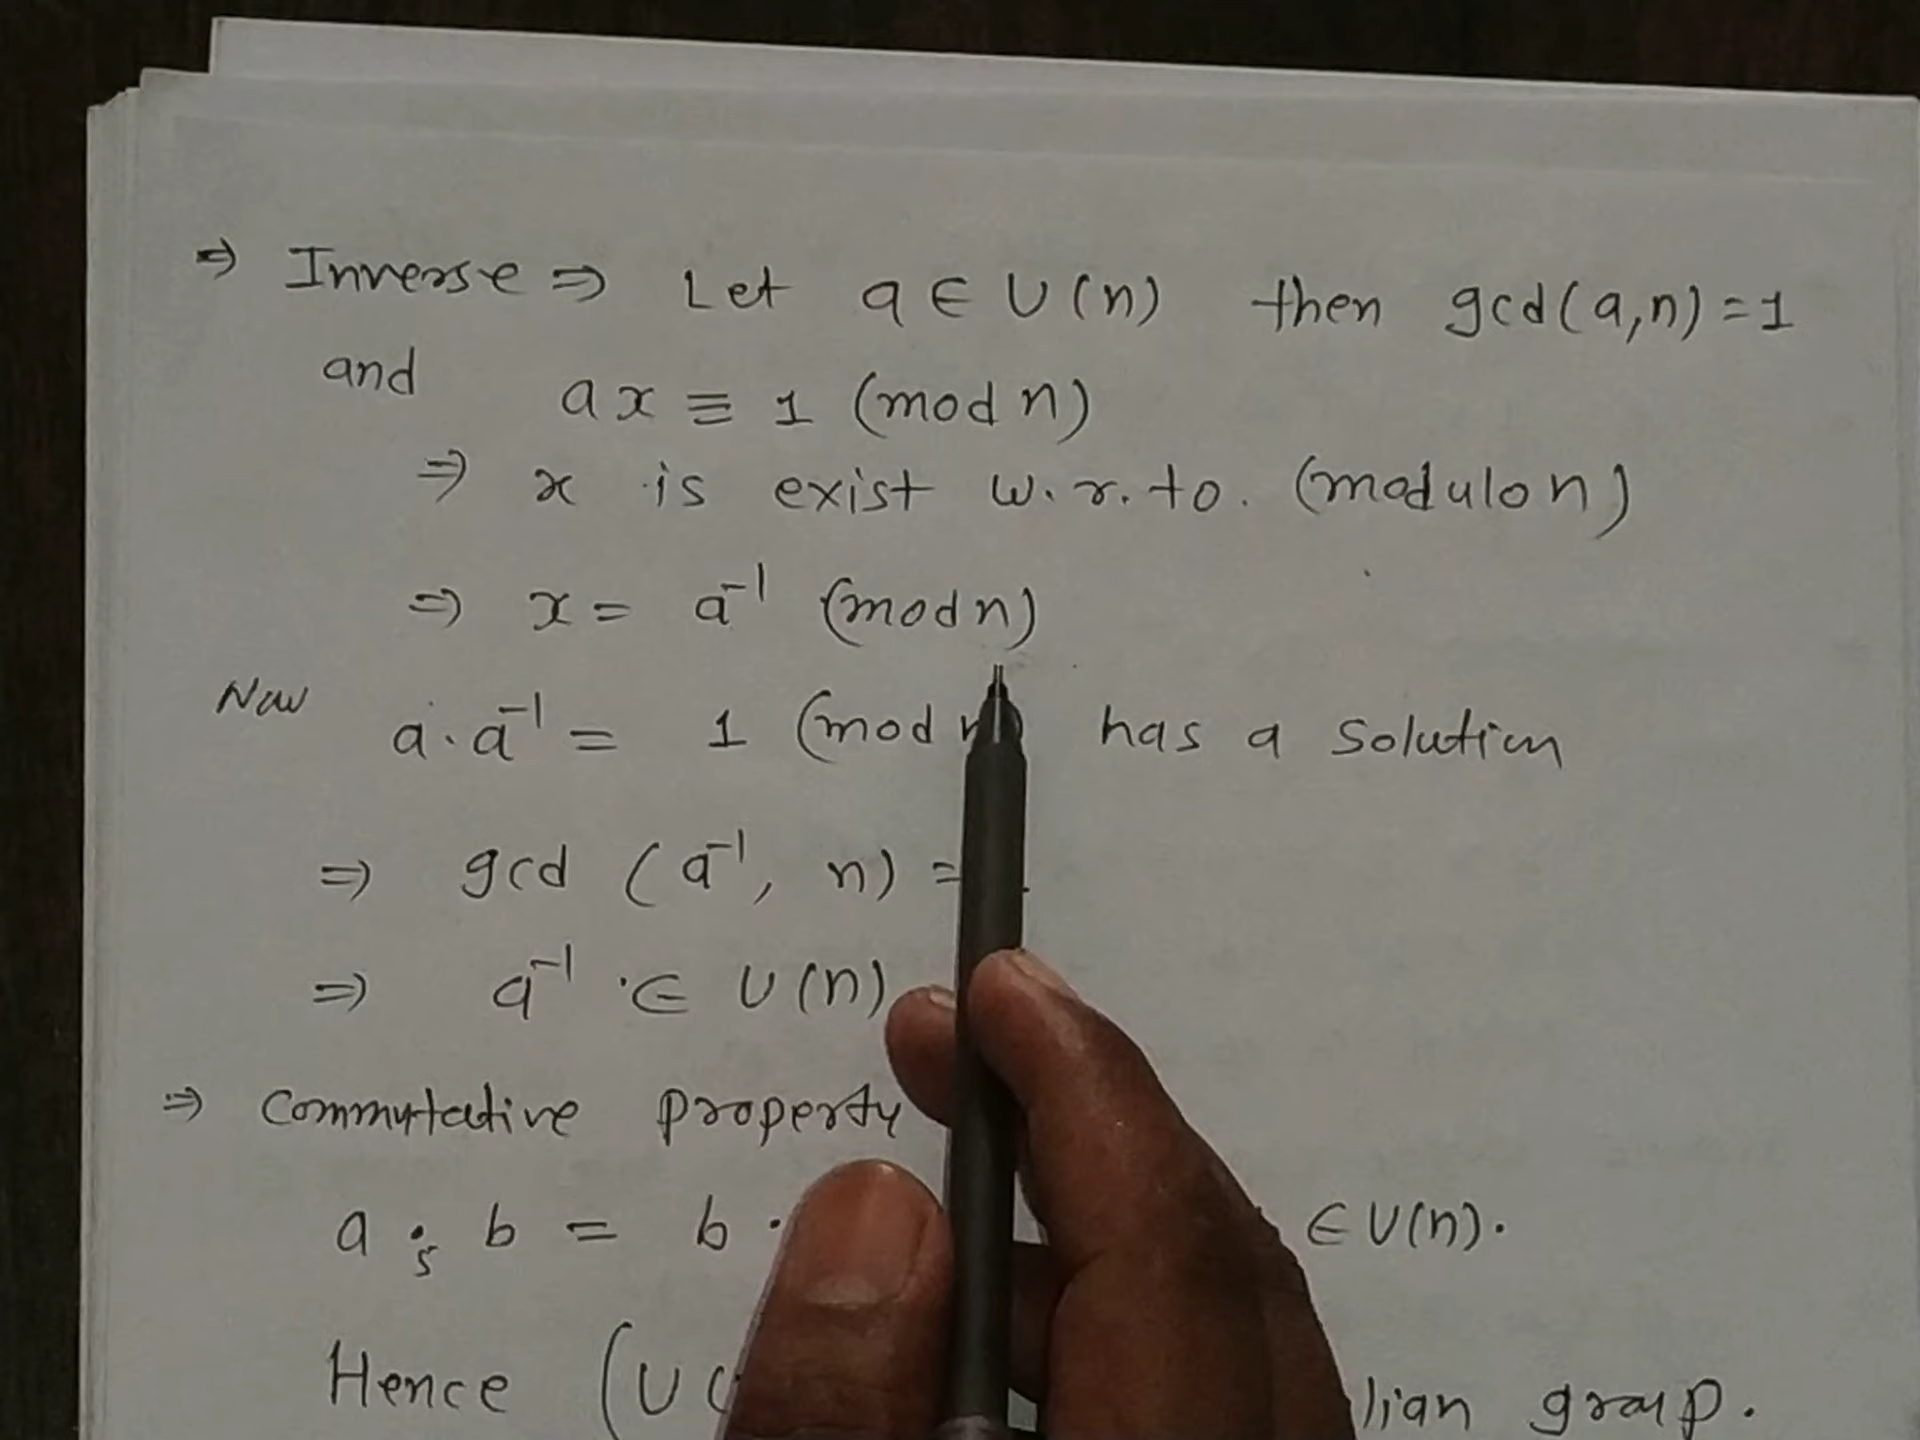 ⇒ Inverse ⇒ Let a ∈ U(n) then gcd(a,n)=1
and ax ≡ 1 (mod n)
⇒ x is exist w.r.to. (modulo n)
⇒ x = a⁻¹ (mod n)
Now a·a⁻¹ = 1 (mod n) has a solution
⇒ gcd (a⁻¹, n) =
⇒ a⁻¹ ∈ U(n)
⇒ Commutative property
a ·s b = b · ∈ U(n).
Hence (U( lian group.